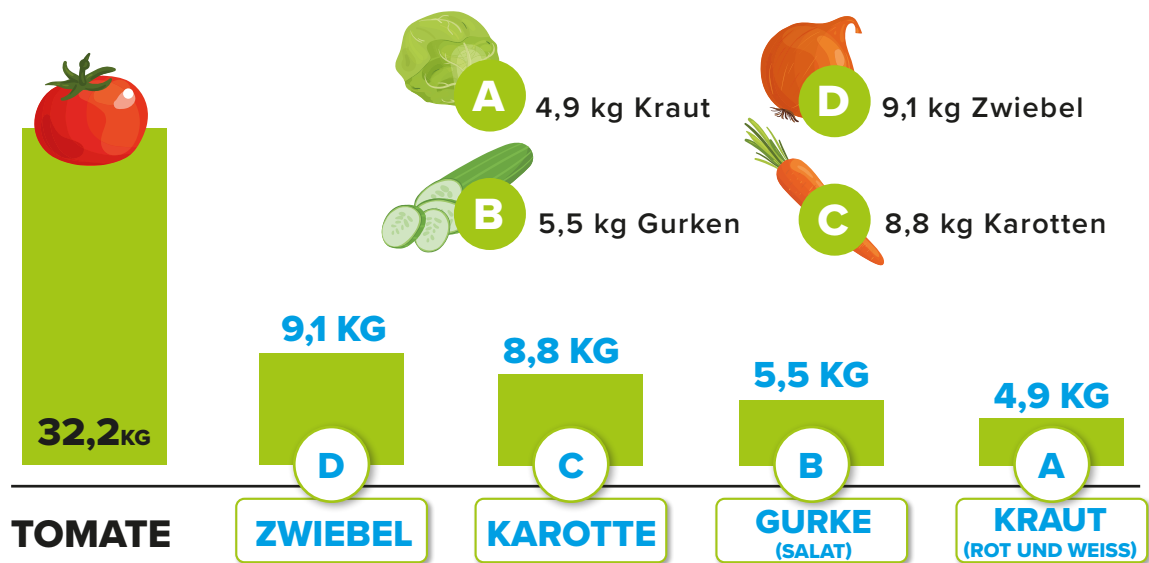 A
4,9 kg Kraut
D
9,1 kg Zwiebel
B
5,5 kg Gurken
C
8,8 kg Karotten
9,1 KG
8,8 KG
5,5 KG
4,9 KG
32,2KG
D
C
B
A
TOMATE
ZWIEBEL
KAROTTE
GURKE
(SALAT)
KRAUT
(ROT UND WEISS)